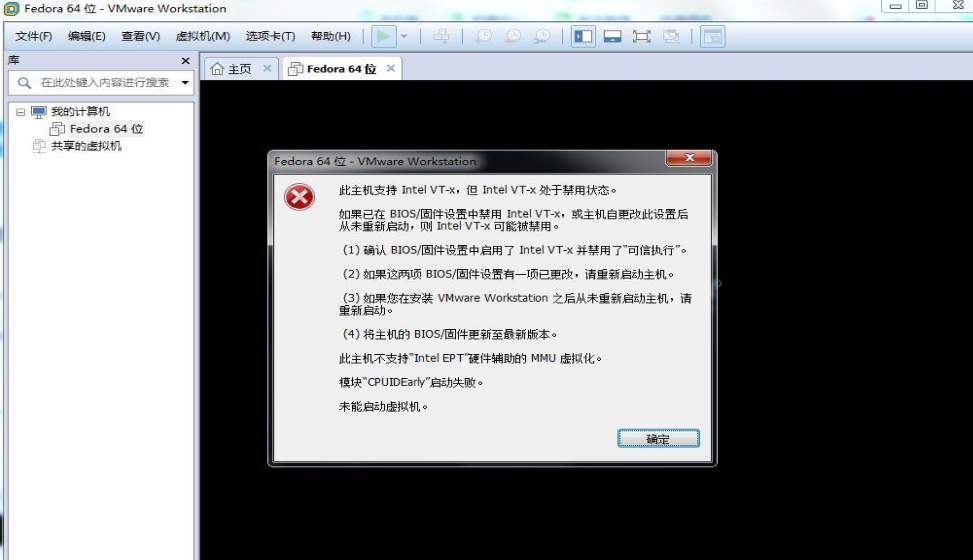 Fedora 64 位 - VMware Workstation
文件(F) 编辑(E) 查看(V) 虚拟机(M) 选项卡(T) 帮助(H)
库
在此处键入内容进行搜索
主页
Fedora 64 位
我的计算机
Fedora 64 位
共享的虚拟机
Fedora 64 位 - VMware Workstation
此主机支持 Intel VT-x，但 Intel VT-x 处于禁用状态。
如果已在 BIOS/固件设置中禁用 Intel VT-x，或主机自更改此设置后
从未重新启动，则 Intel VT-x 可能被禁用。
（1) 确认 BIOS/固件设置中启用了 Intel VT-x 并禁用了“可信执行”。
（2) 如果这两项 BIOS/固件设置有一项已更改，请重新启动主机。
（3) 如果您在安装 VMware Workstation 之后从未重新启动主机，请
重新启动。
（4) 将主机的 BIOS/固件更新至最新版本。
此主机不支持“Intel EPT”硬件辅助的 MMU 虚拟化。
模块“CPUIDEarly”启动失败。
未能启动虚拟机。
确定